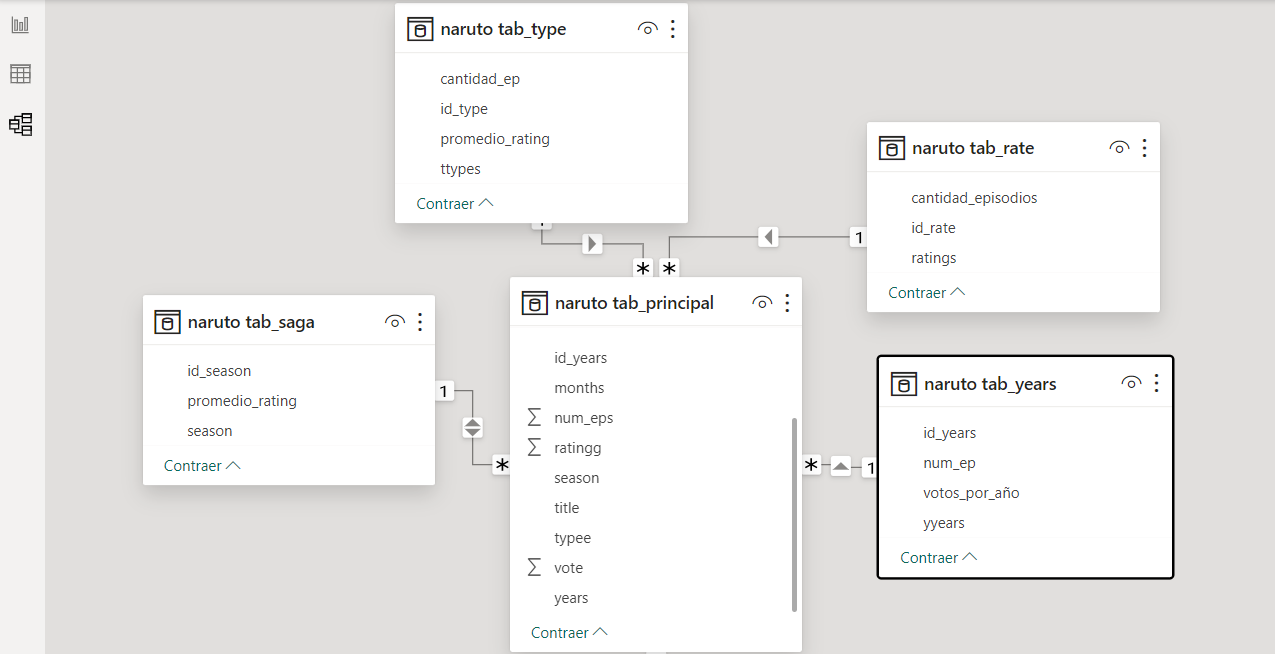 naruto tab_type
cantidad_ep
id_type
promedio_rating
ttypes
Contraer
1
*
naruto tab_rate
cantidad_episodios
id_rate
ratings
Contraer
1
*
naruto tab_saga
id_season
promedio_rating
season
Contraer
1
*
naruto tab_principal
id_years
months
∑ num_eps
∑ ratingg
season
title
typee
∑ vote
years
Contraer
*
1
naruto tab_years
id_years
num_ep
votos_por_año
yyears
Contraer